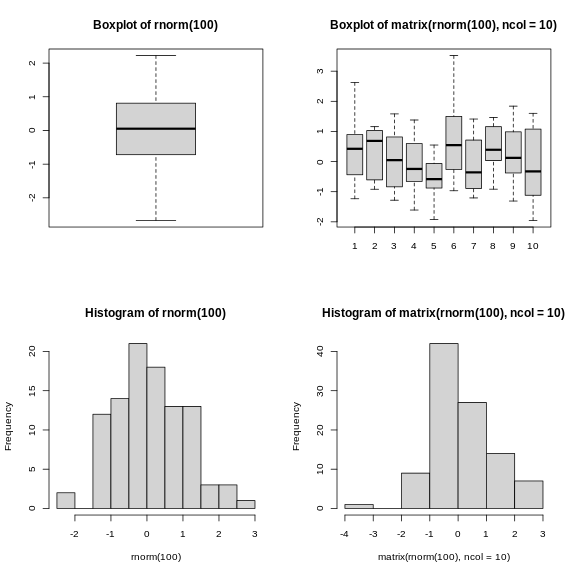 Boxplot of rnorm(100)
2
1
0
-1
-2
Boxplot of matrix(rnorm(100), ncol = 10)
3
2
1
0
-1
-2
1 2 3 4 5 6 7 8 9 10
Histogram of rnorm(100)
Frequency
20
15
10
5
0
-2 -1 0 1 2 3
rnorm(100)
Histogram of matrix(rnorm(100), ncol = 10)
Frequency
40
30
20
10
0
-4 -3 -2 -1 0 1 2 3
matrix(rnorm(100), ncol = 10)